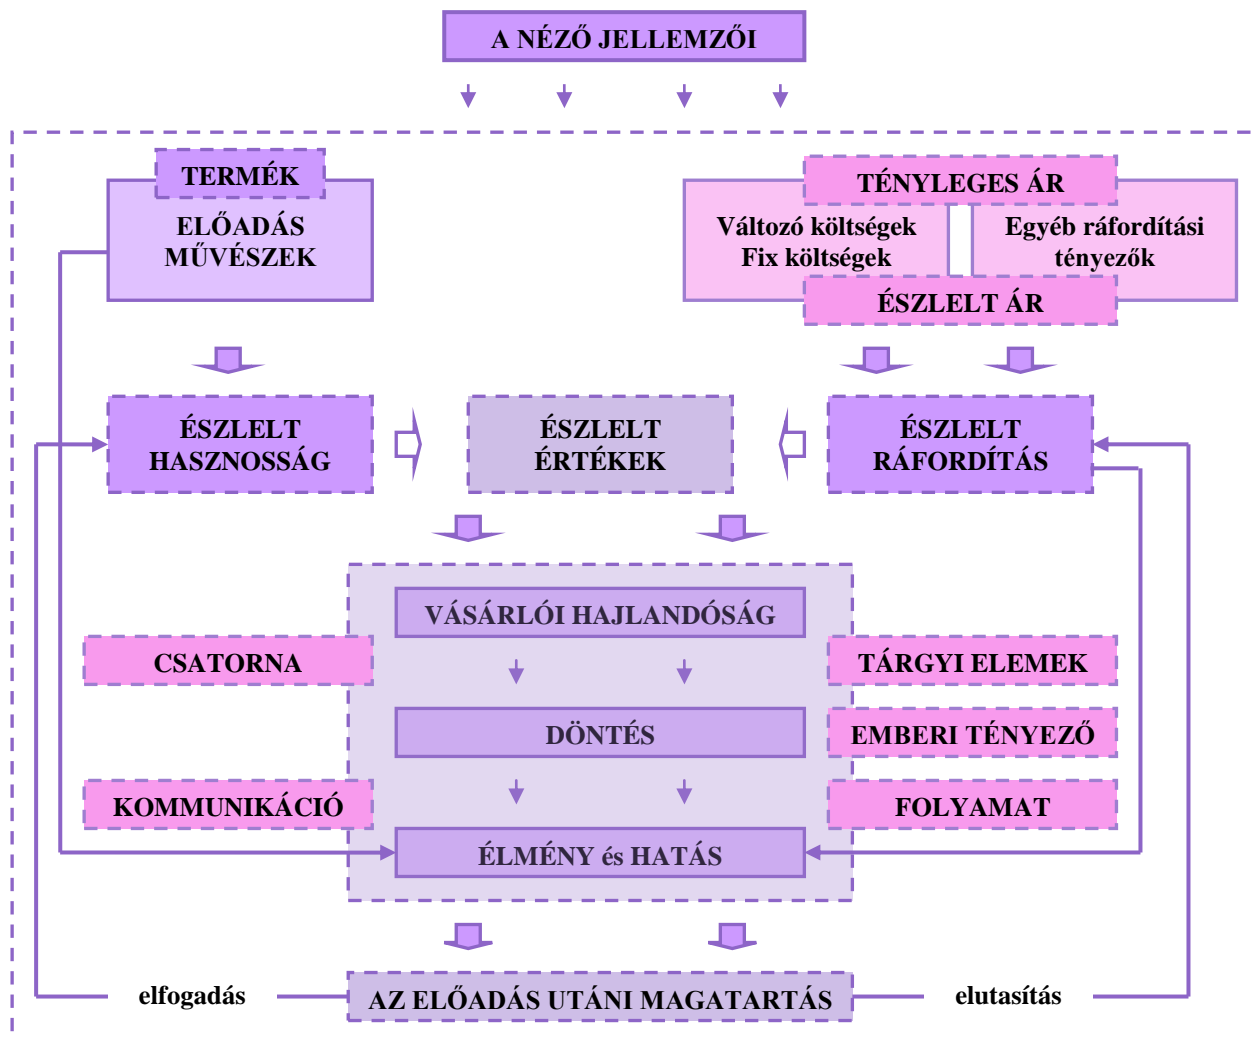 A NÉZŐ JELLEMZŐI
TERMÉK
ELŐADÁS
MŰVÉSZEK
TÉNYLEGES ÁR
Változó költségek
Fix költségek
Egyéb ráfordítási
tényezők
ÉSZLELT ÁR
ÉSZLELT
HASZNOSSÁG
ÉSZLELT
ÉRTÉKEK
ÉSZLELT
RÁFORDÍTÁS
VÁSÁRLÓI HAJLANDÓSÁG
CSATORNA
TÁRGYI ELEMEK
DÖNTÉS
EMBERI TÉNYEZŐ
KOMMUNIKÁCIÓ
FOLYAMAT
ÉLMÉNY és HATÁS
elfogadás
AZ ELŐADÁS UTÁNI MAGATARTÁS
elutasítás